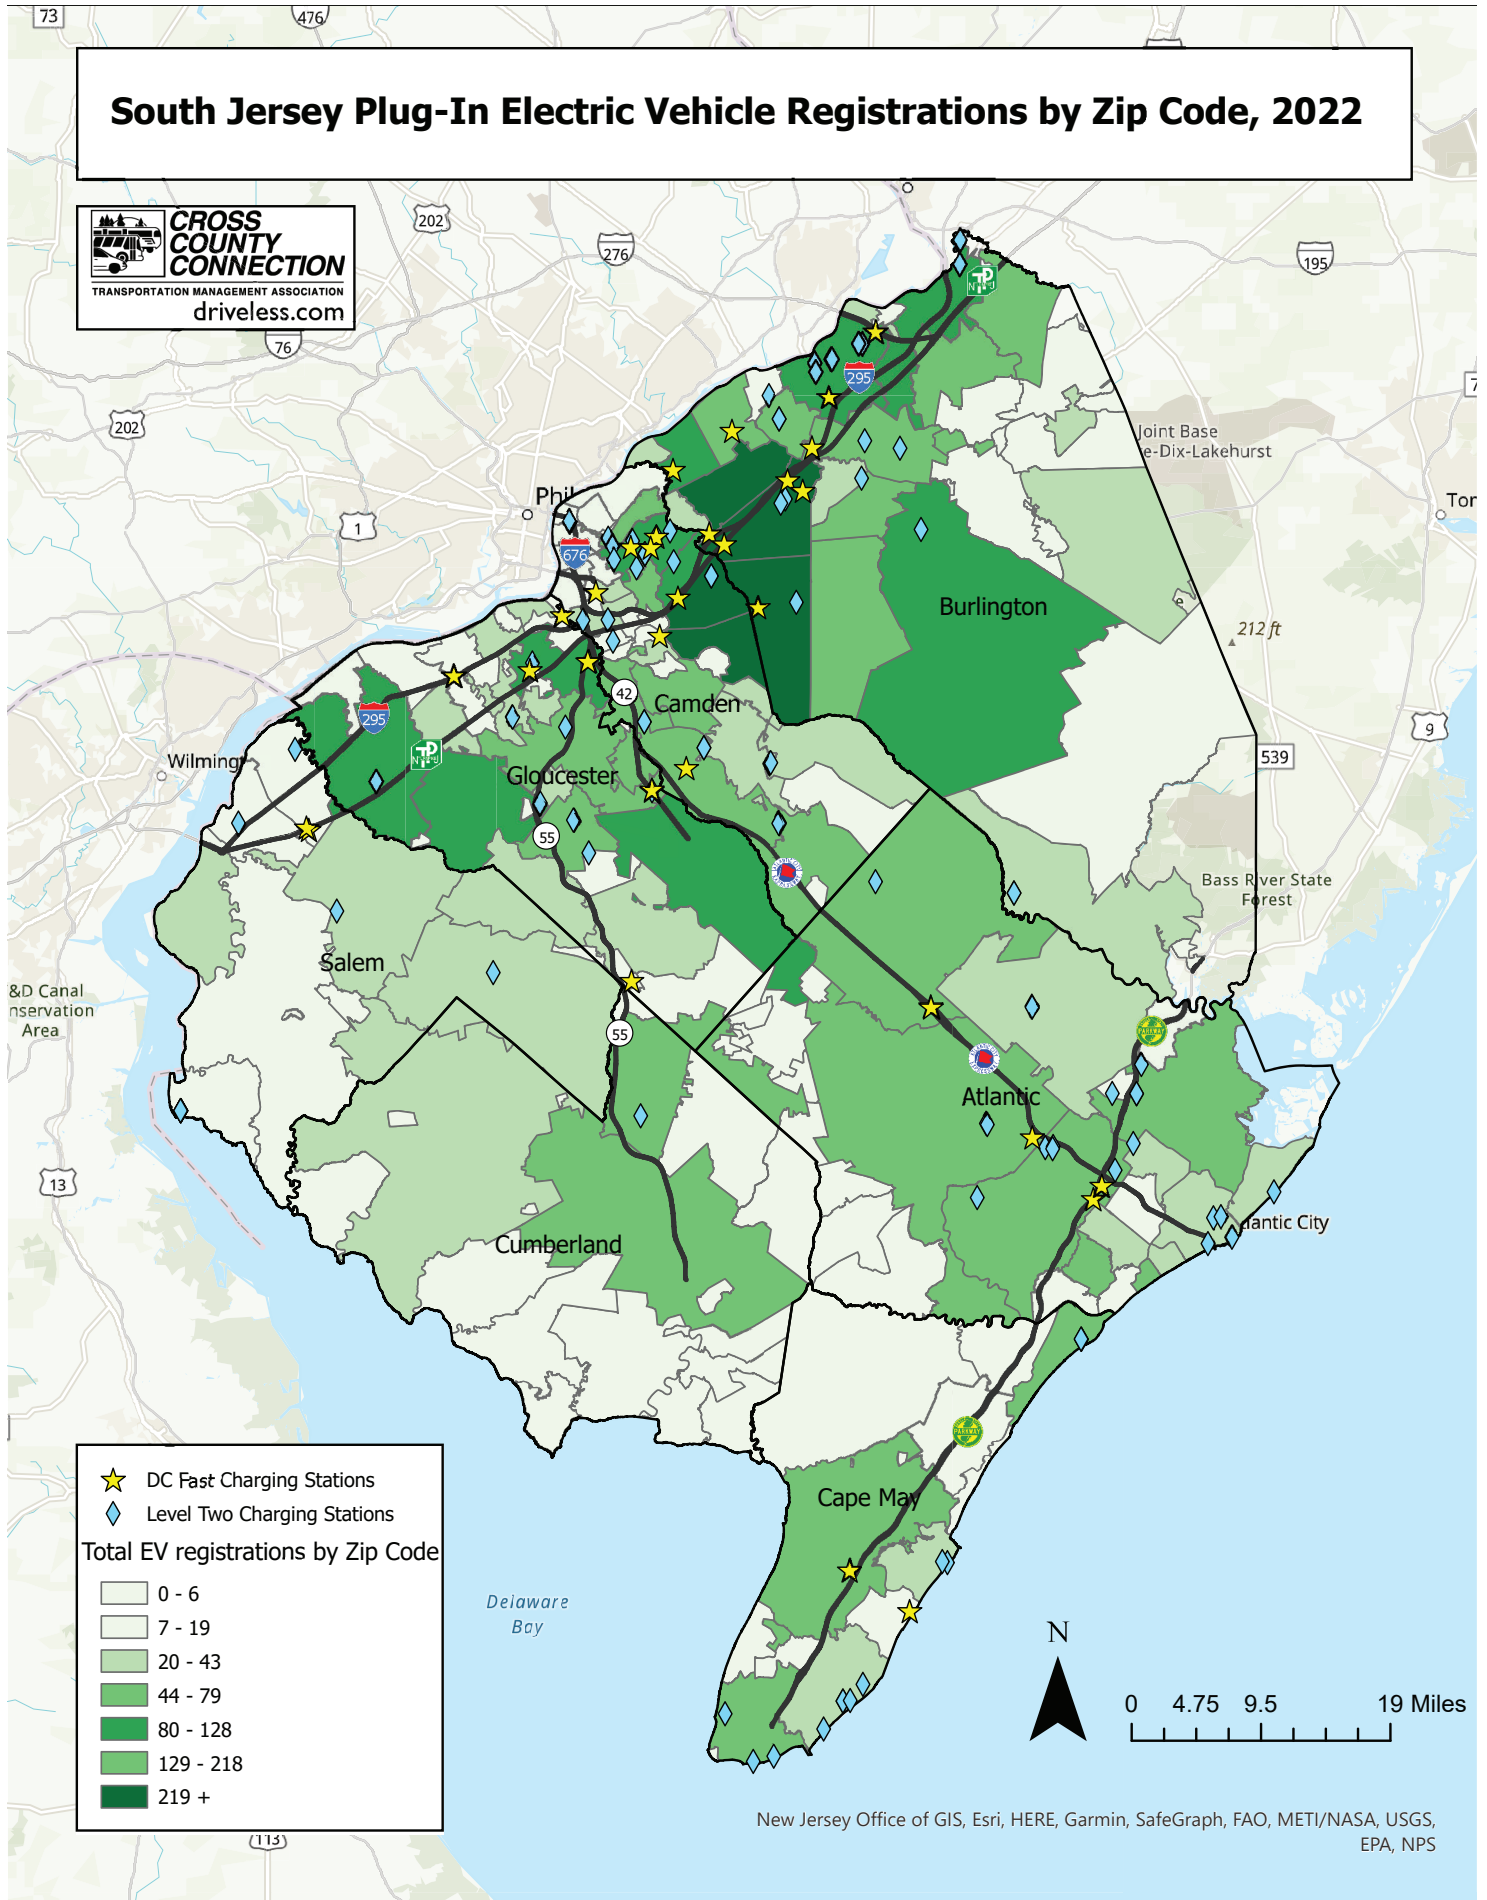 73
476
South Jersey Plug-In Electric Vehicle Registrations by Zip Code, 2022
CROSS
COUNTY
CONNECTION
TRANSPORTATION MANAGEMENT ASSOCIATION
driveless.com
202
276
195
76
202
295
7
Joint Base
e-Dix-Lakehurst
Phil
1
Tor
676
Burlington
212 ft
42
Camden
295
9
Wilming
539
Gloucester
55
Bass River State
Forest
Salem
&D Canal
nservation
Area
55
PARKWAY
Atlantic
13
lantic City
Cumberland
PARKWAY
Cape May
DC Fast Charging Stations
Level Two Charging Stations
Total EV registrations by Zip Code
0 - 6
7 - 19
20 - 43
44 - 79
80 - 128
129 - 218
219 +
Delaware
Bay
N
0 4.75 9.5 19 Miles
New Jersey Office of GIS, Esri, HERE, Garmin, SafeGraph, FAO, METI/NASA, USGS,
EPA, NPS
113